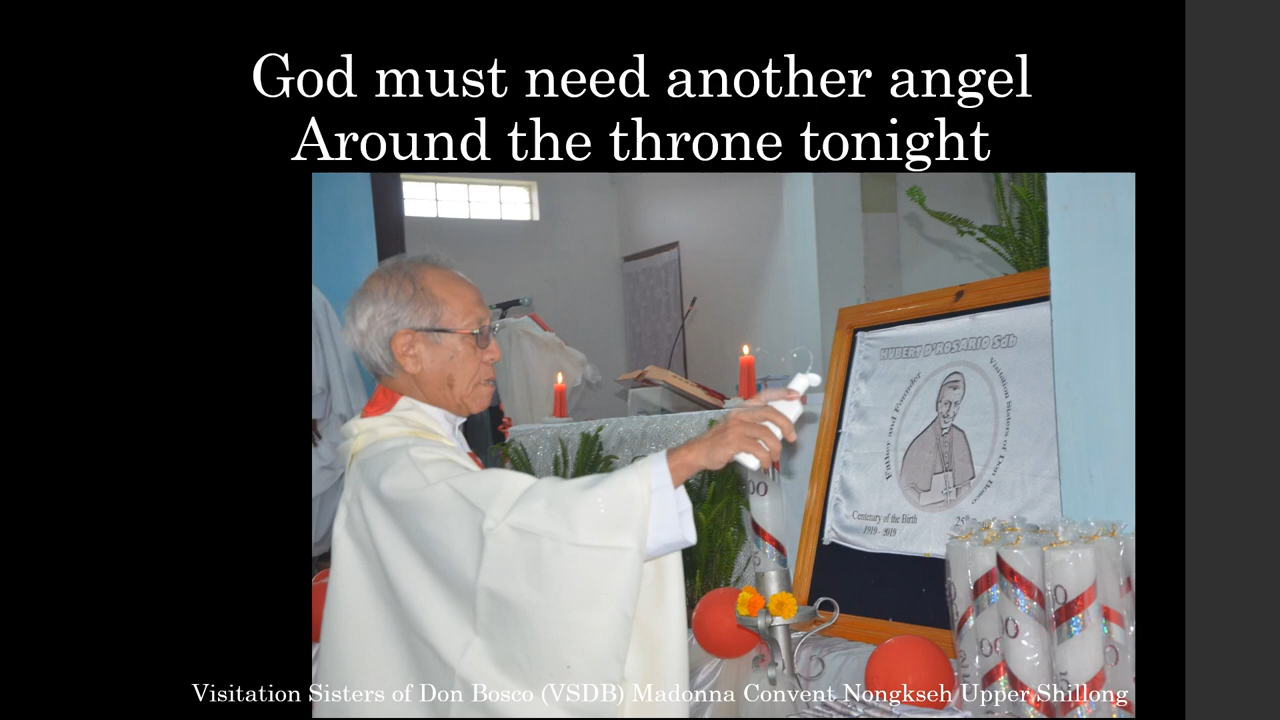 God must need another angel
Around the throne tonight
HUBERT D'ROSARIO Sdb
Father and Founder
Visitation Sisters of Don Bosco
Centenary of the Birth
1919 - 2019
25th
Visitation Sisters of Don Bosco (VSDB) Madonna Convent Nongkseh Upper Shillong